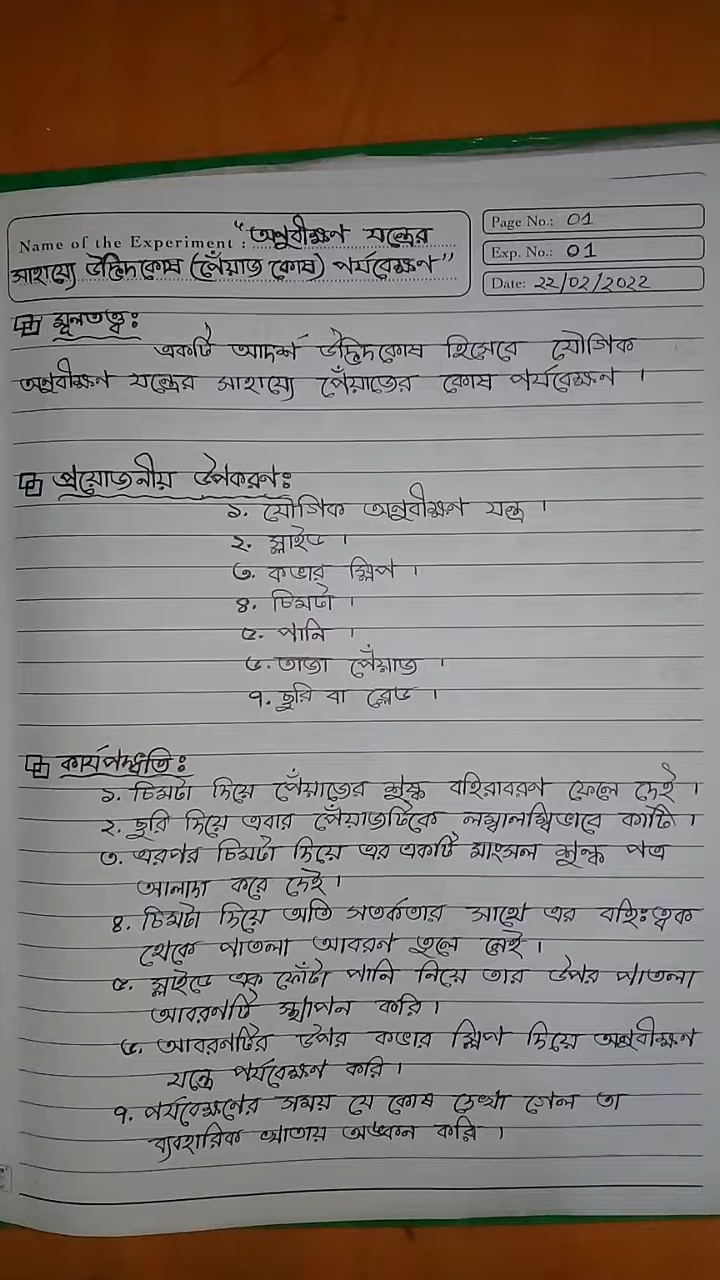 Name of the Experiment : "অনুবীক্ষণ যন্ত্রের
সাহায্যে উদ্ভিদকোষ (পেঁয়াজ কোষ) পর্যবেক্ষণ"
Page No.: 01
Exp. No.: 01
Date: 22/02/2022
মূলতত্ত্ব:
একটি আদর্শ উদ্ভিদকোষ হিসেবে যৌগিক
অনুবীক্ষণ যন্ত্রের সাহায্যে পেঁয়াজের কোষ পর্যবেক্ষণ।
প্রয়োজনীয় উপকরণ:
১. যৌগিক অনুবীক্ষণ যন্ত্র।
২. স্লাইড।
৩. কভার স্লিপ।
৪. চিমটা।
৫. পানি।
৬. তাজা পেঁয়াজ।
৭. ছুরি বা ব্লেড।
কার্যপদ্ধতি:
১. চিমটা দিয়ে পেঁয়াজের শুষ্ক বহিরাবরণ ফেলে দেই।
২. ছুরি দিয়ে এবার পেঁয়াজটিকে লম্বালম্বিভাবে কাটি।
৩. এরপর চিমটা দিয়ে এর একটি মাংসল শুল্ক পত্র
আলাদা করে দেই।
৪. চিমটা দিয়ে অতি সতর্কতার সাথে এর বহি:ত্বক
থেকে পাতলা আবরণ তুলে নেই।
৫. স্লাইডে এক ফোঁটা পানি নিয়ে তার উপর পাতলা
আবরণটি স্থাপন করি।
৬. আবরণটির উপর কভার স্লিপ দিয়ে অনুবীক্ষণ
যন্ত্রে পর্যবেক্ষণ করি।
৭. পর্যবেক্ষণের সময় যে কোষ দেখা গেল তা
ব্যবহারিক খাতায় অঙ্কন করি।